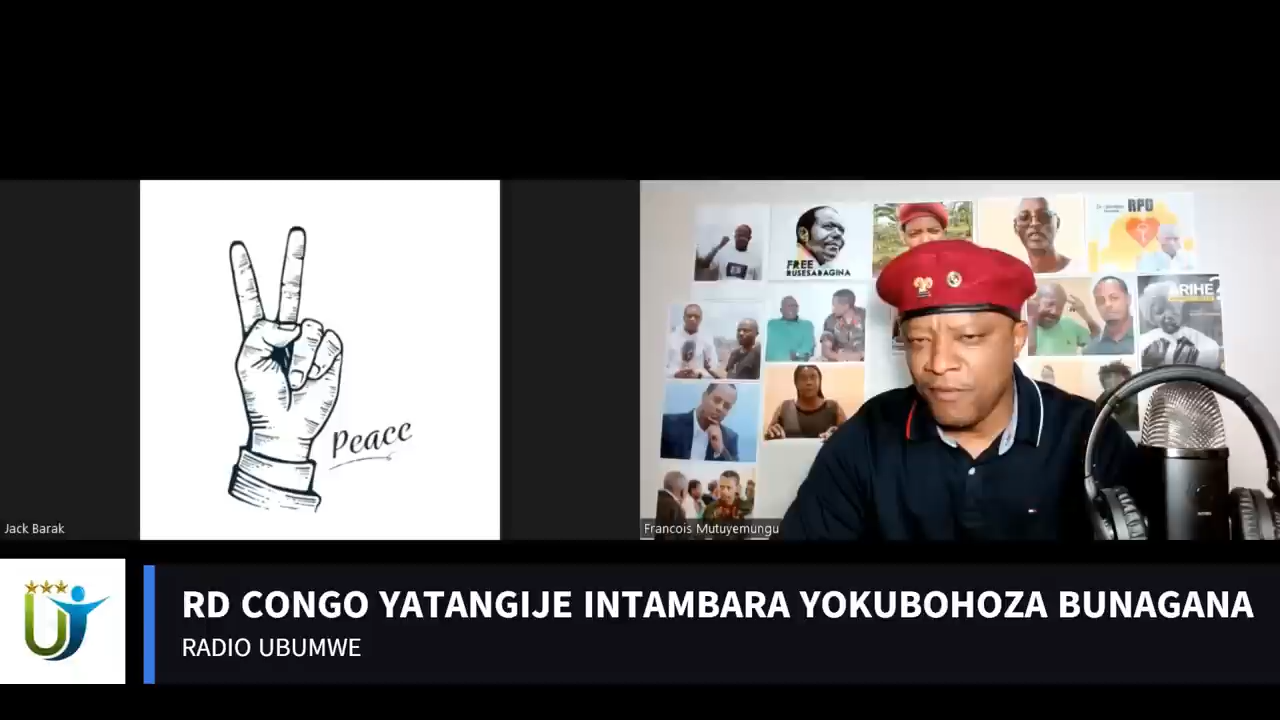 RPD
FREE
RUSESABAGINA
Peace
Jack Barak
Francois Mutuyemungu
RD CONGO YATANGIJE INTAMBARA YOKUBOHOZA BUNAGANA
RADIO UBUMWE